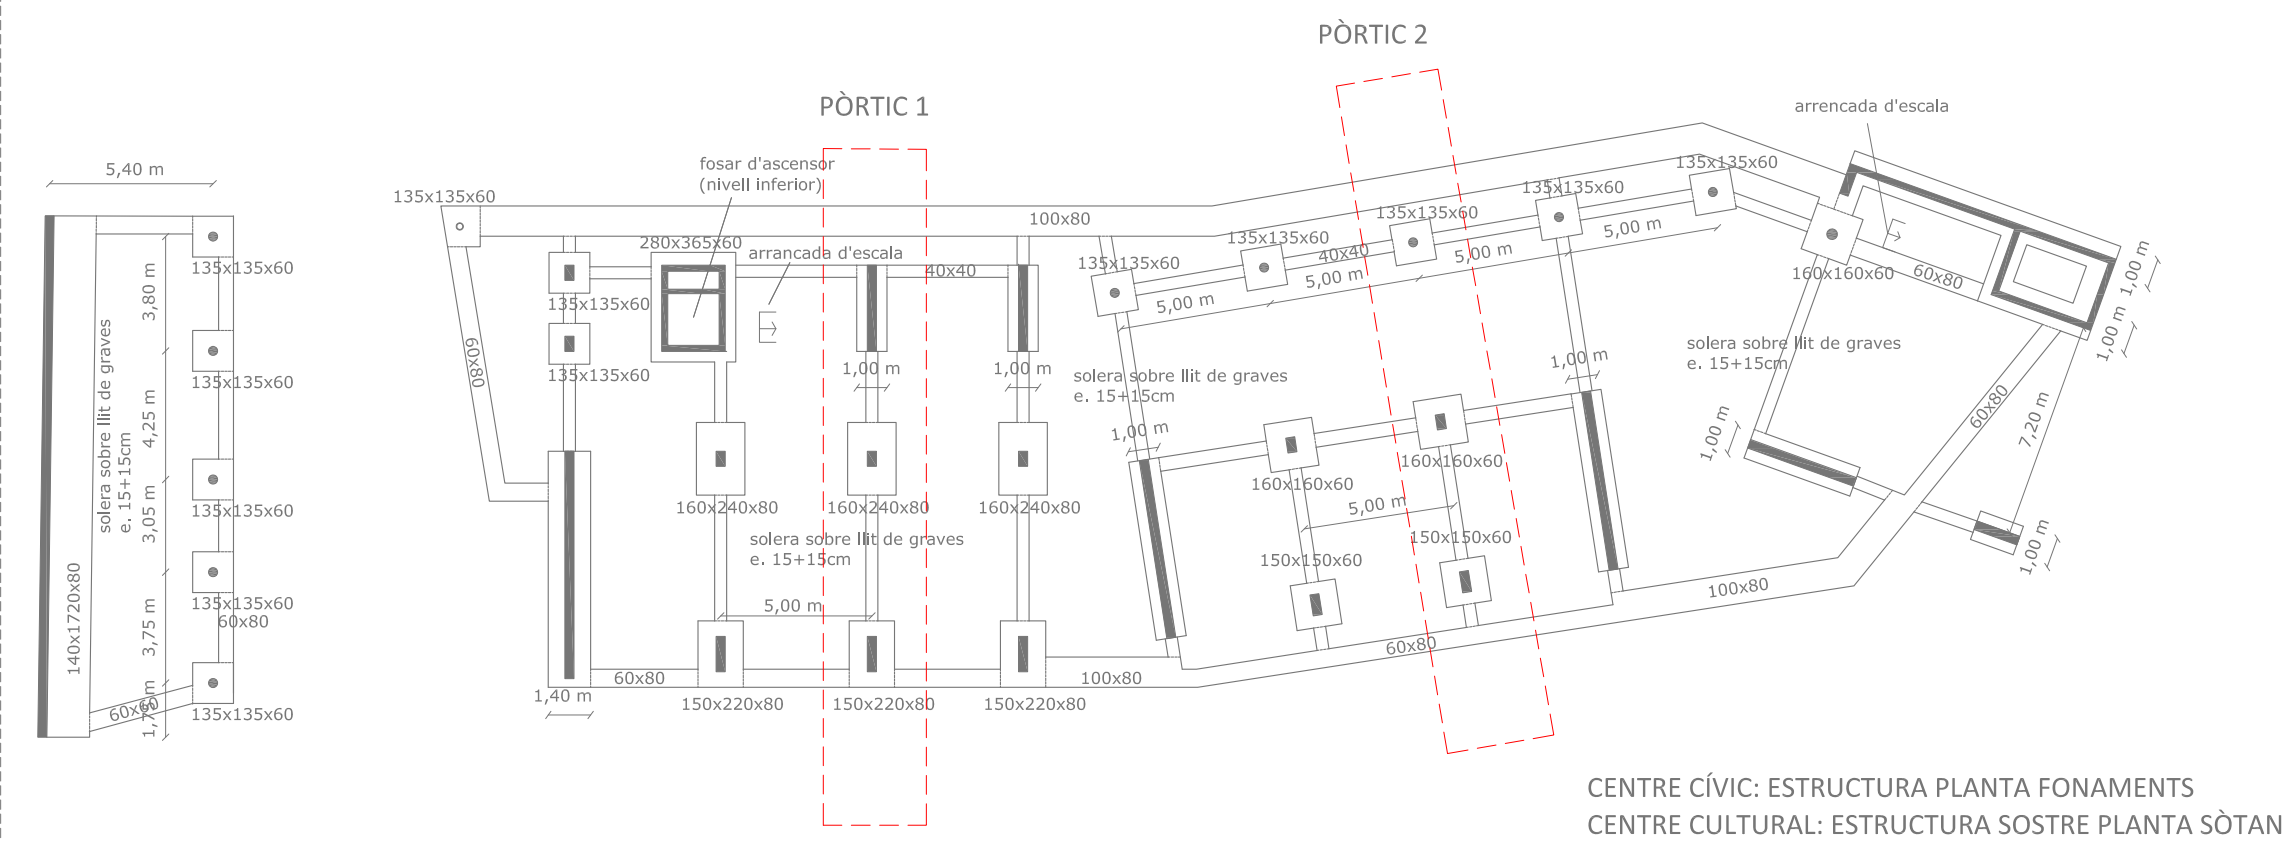 PÒRTIC 2
PÒRTIC 1
arrencada d'escala
5,40 m
fosar d'ascensor
(nivell inferior)
135x135x60
135x135x60
135x135x60
135x135x60
100x80
280x365x60
135x135x60
135x135x60
arrancada d'escala
40x40
40x40
135x135x60
135x135x60
5,00 m
5,00 m
5,00 m
5,00 m
160x160x60
60x80
1,00 m
1,00 m
3,80 m
135x135x60
135x135x60
60x80
1,00 m
1,00 m
solera sobre llit de graves
e. 15+15cm
1,00 m
solera sobre llit de graves
e. 15+15cm
135x135x60
4,25 m
solera sobre llit de graves
e. 15+15cm
1,00 m
60x80
7,20 m
1,00 m
160x160x60
160x160x60
135x135x60
160x240x80
160x240x80
160x240x80
5,00 m
3,05 m
solera sobre llit de graves
e. 15+15cm
150x150x60
150x150x60
1,00 m
135x135x60
60x80
140x1720x80
3,75 m
5,00 m
100x80
60x80
60x80
100x80
60x60
1,75 m
135x135x60
1,40 m
150x220x80
150x220x80
150x220x80
CENTRE CÍVIC: ESTRUCTURA PLANTA FONAMENTS
CENTRE CULTURAL: ESTRUCTURA SOSTRE PLANTA SÒTAN